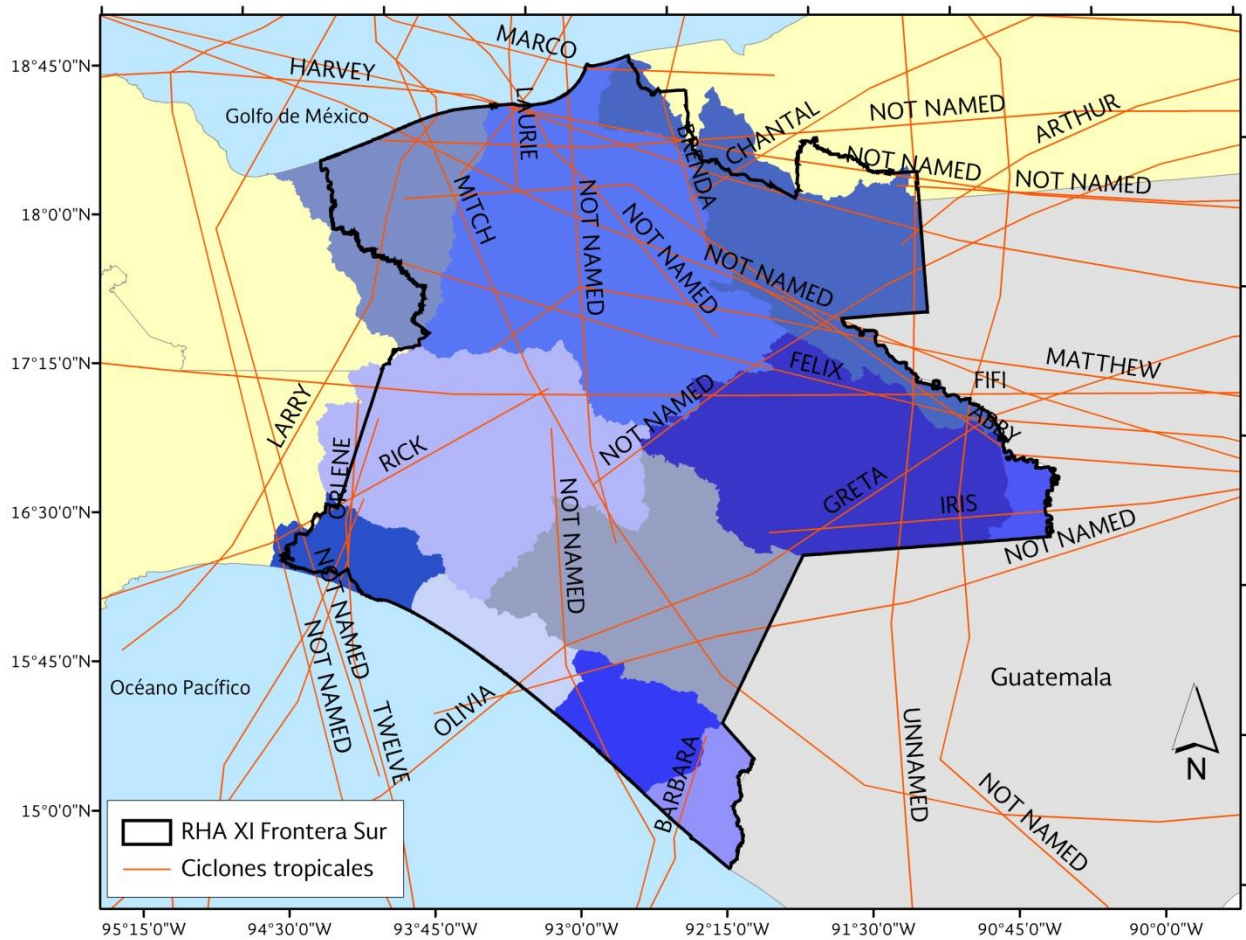 18°45'0"N
18°0'0"N
17°15'0"N
16°30'0"N
15°45'0"N
15°0'0"N
MARCO
HARVEY
LAURIE
Golfo de México
CHANTAL
NOT NAMED
ARTHUR
BRENDA
NOT NAMED
NOT NAMED
MITCH
NOT NAMED
NOT NAMED
NOT NAMED
MATTHEW
FELIX
FIFI
LARRY
NOT NAMED
ABBY
RICK
ORLENE
GRETA
IRIS
NOT NAMED
NOT NAMED
NOT NAMED
NOT NAMED
Océano Pacífico
OLIVIA
TWELVE
BARBARA
Guatemala
UNNAMED
NOT NAMED
N
RHA XI Frontera Sur
Ciclones tropicales
95°15'0"W
94°30'0"W
93°45'0"W
93°0'0"W
92°15'0"W
91°30'0"W
90°45'0"W
90°0'0"W